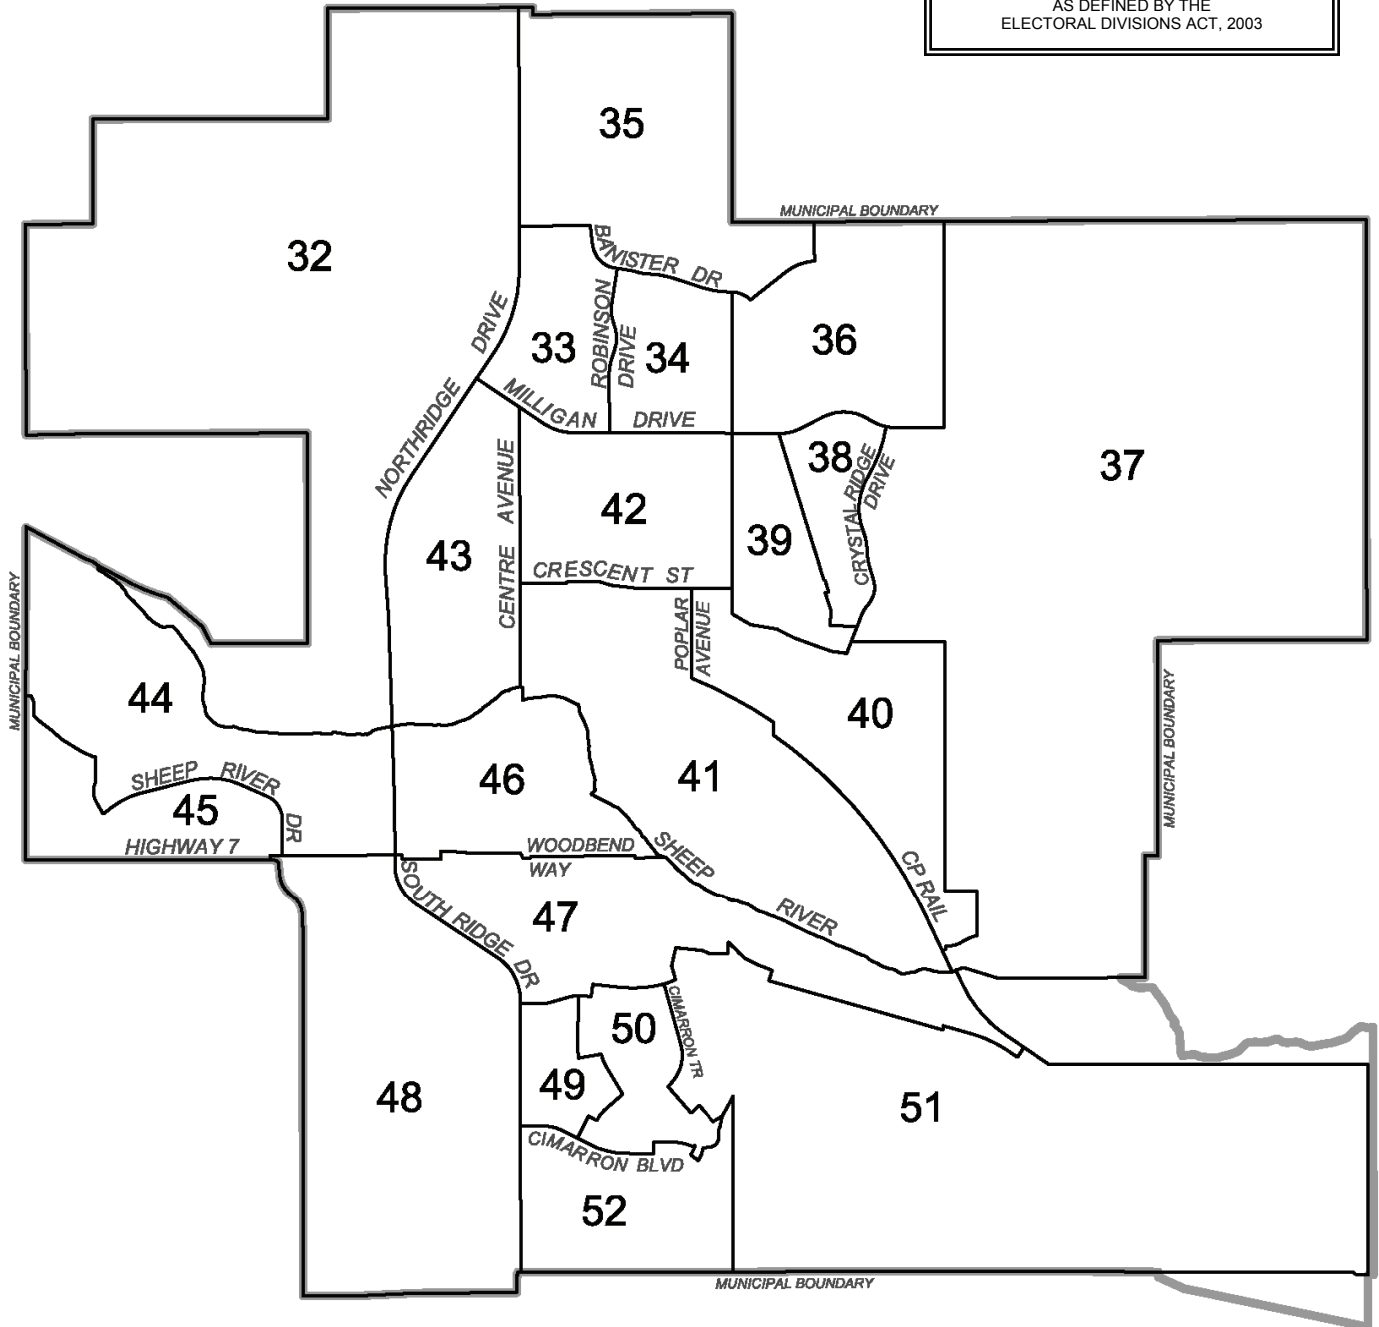 AS DEFINED BY THE
ELECTORAL DIVISIONS ACT, 2003
35
MUNICIPAL BOUNDARY
32
BANISTER DR
NORTHRIDGE DRIVE
33
ROBINSON
DRIVE
34
36
MILLIGAN DRIVE
37
38
CRYSTAL RIDGE
DRIVE
39
42
43
CENTRE AVENUE
CRESCENT ST
POPLAR
AVENUE
MUNICIPAL BOUNDARY
44
40
MUNICIPAL BOUNDARY
46
41
SHEEP RIVER DR
45
HIGHWAY 7
WOODBEND
WAY
SHEEP RIVER
CP RAIL
SOUTH RIDGE DR
47
50
CIMARRON TR
49
48
51
CIMARRON BLVD
52
MUNICIPAL BOUNDARY